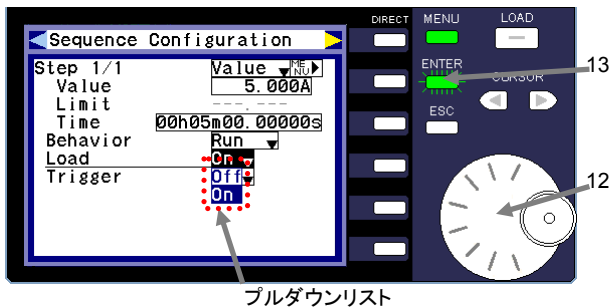 DIRECT MENU LOAD
Sequence Configuration
Step 1/1 Value MENU
Value 5.000A
Limit ---.---
Time 00h05m00.00000s
Behavior Run
Load On
Trigger Off
On
ENTER
CURSOR
ESC
13
12
プルダウンリスト